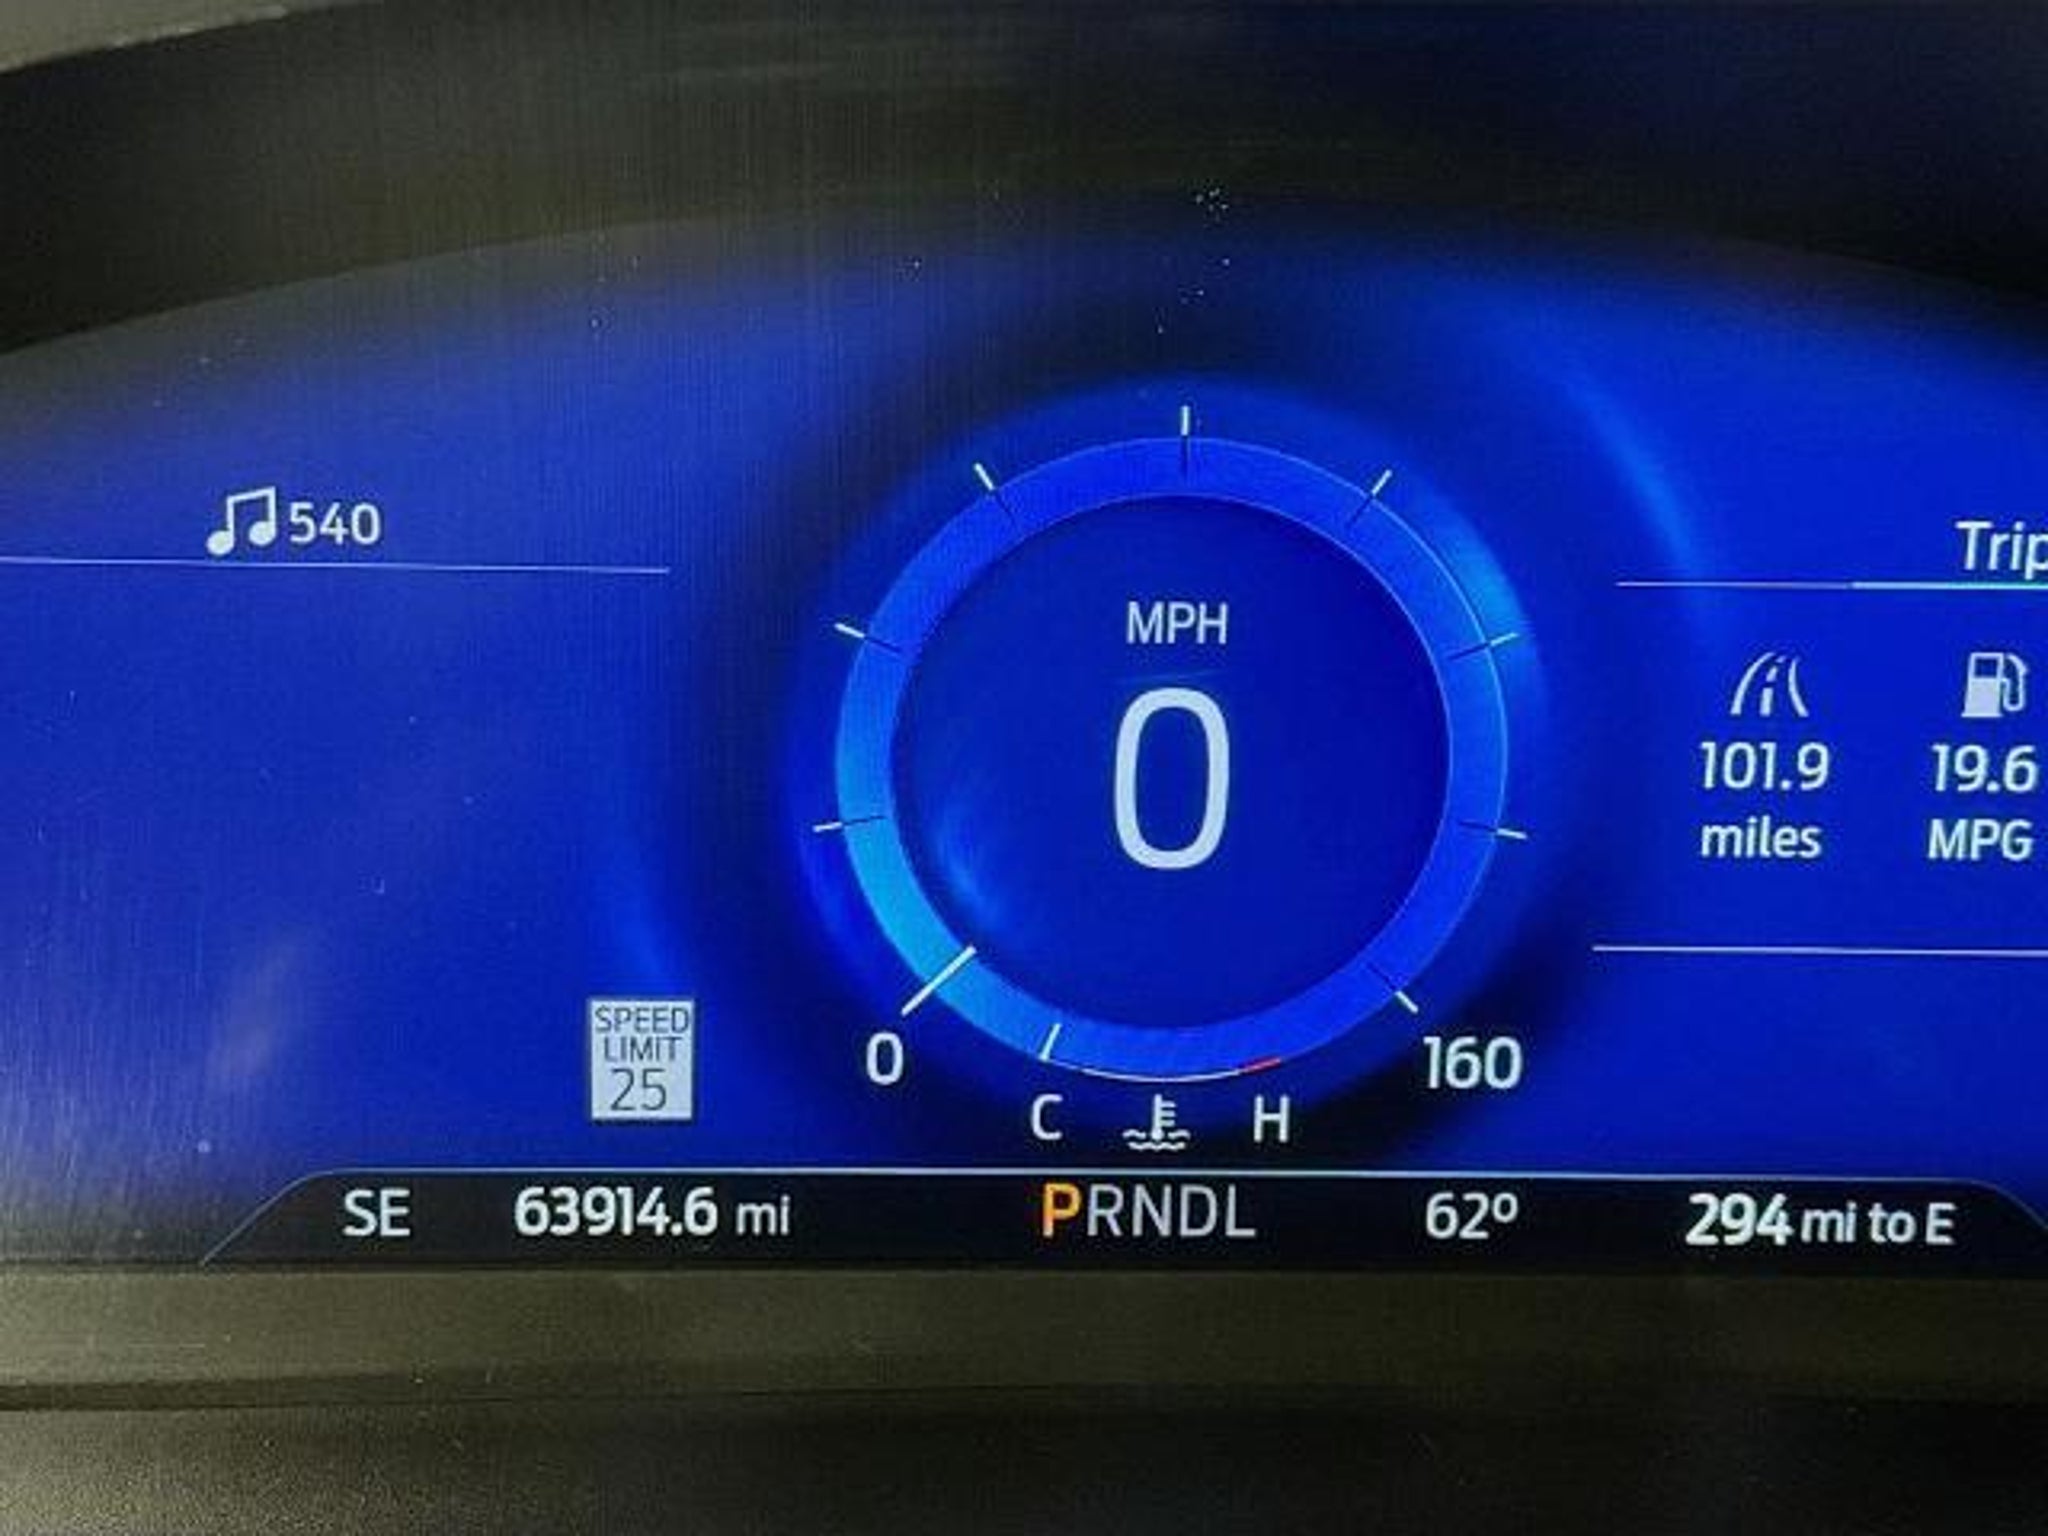 540
Trip
MPH
0
101.9
miles
19.6
MPG
SPEED
LIMIT
25
0
160
C
H
SE
63914.6 mi
PRNDL
62º
294 mi to E